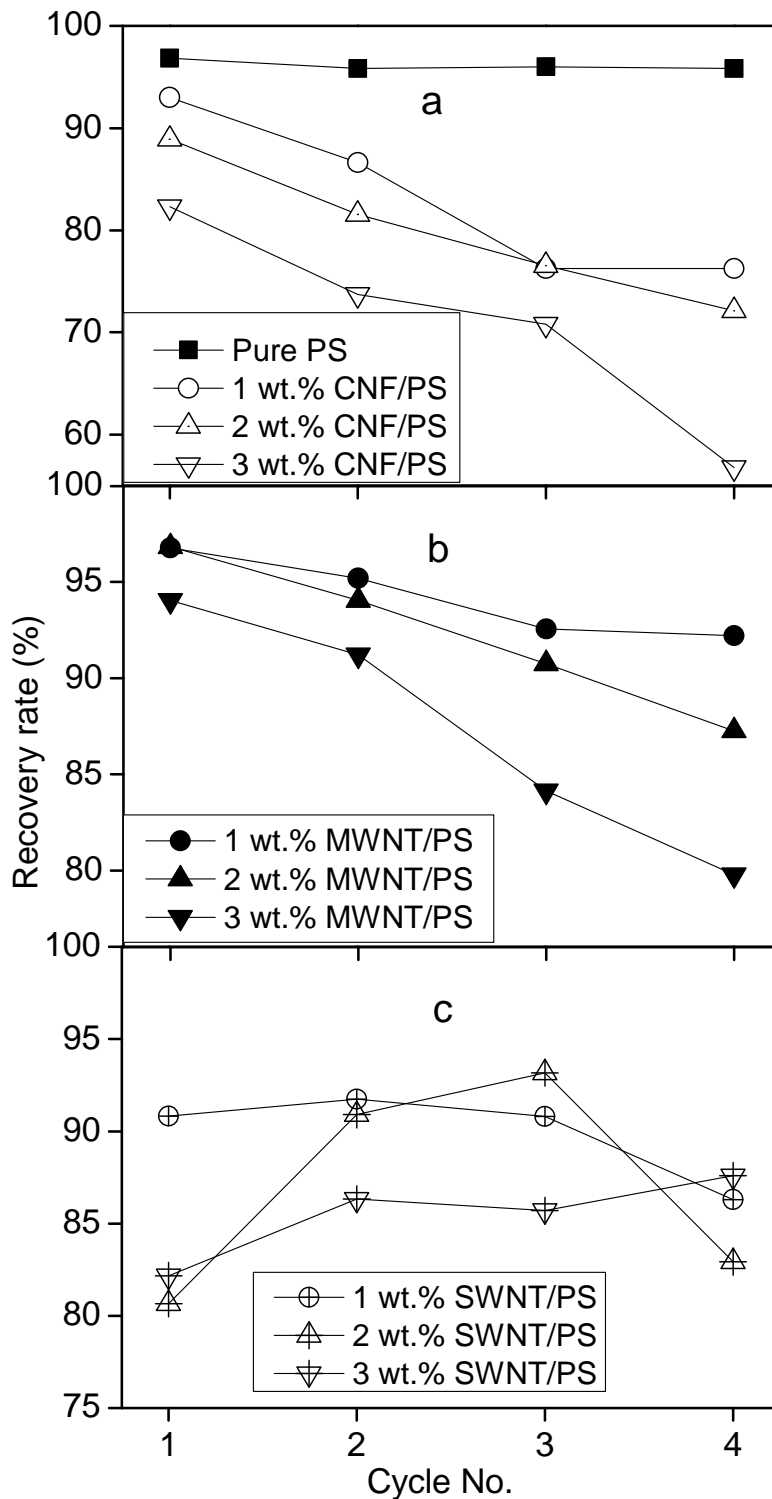 100
90
80
70
60
a
Pure PS
1 wt.% CNF/PS
2 wt.% CNF/PS
3 wt.% CNF/PS
100
95
90
85
80
b
1 wt.% MWNT/PS
2 wt.% MWNT/PS
3 wt.% MWNT/PS
Recovery rate (%)
100
95
90
85
80
75
c
1 wt.% SWNT/PS
2 wt.% SWNT/PS
3 wt.% SWNT/PS
1 2 3 4
Cycle No.